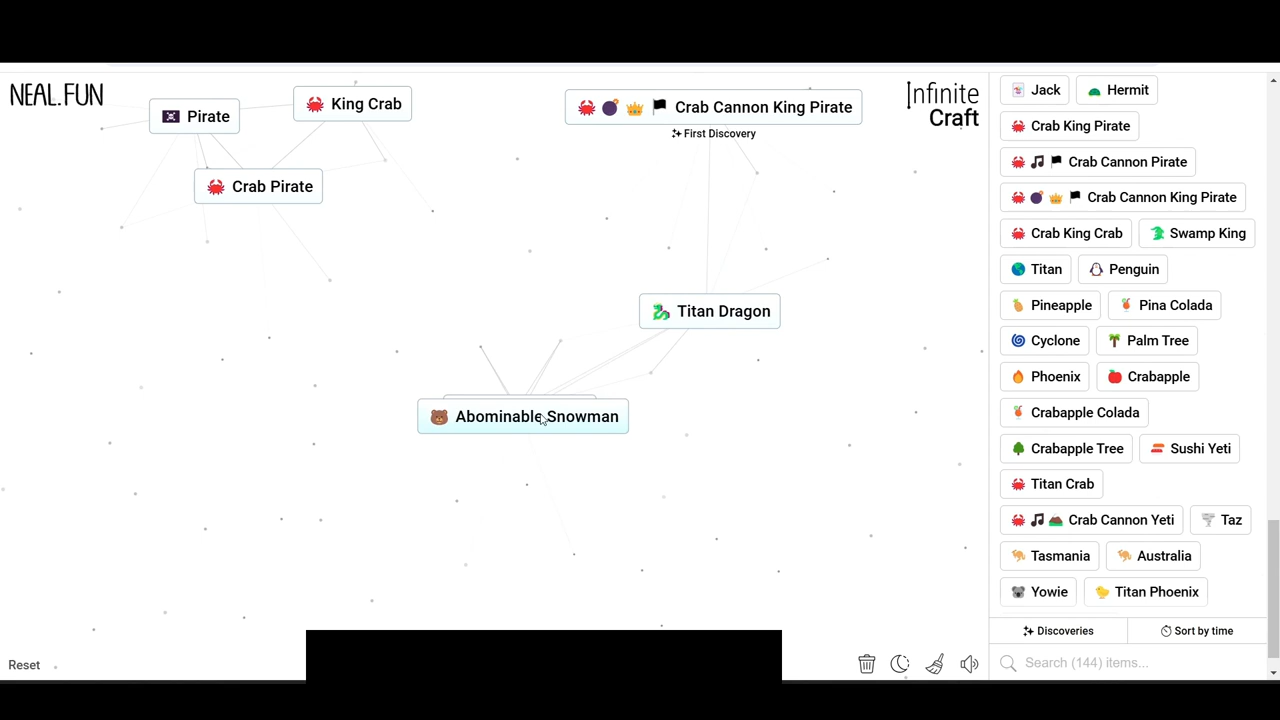 NEAL.FUN
Pirate
King Crab
Crab Cannon King Pirate
First Discovery
Infinite
Craft
Crab Pirate
Titan Dragon
Abominable Snowman
Jack
Hermit
Crab King Pirate
Crab Cannon Pirate
Crab Cannon King Pirate
Crab King Crab
Swamp King
Titan
Penguin
Pineapple
Pina Colada
Cyclone
Palm Tree
Phoenix
Crabapple
Crabapple Colada
Crabapple Tree
Sushi Yeti
Titan Crab
Crab Cannon Yeti
Taz
Tasmania
Australia
Yowie
Titan Phoenix
Discoveries
Sort by time
Search (144) items...
Reset